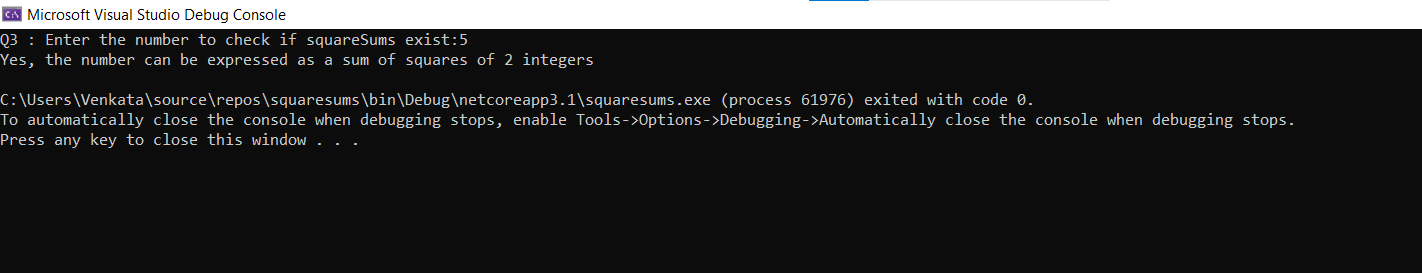 Microsoft Visual Studio Debug Console
Q3 : Enter the number to check if squareSums exist:5
Yes, the number can be expressed as a sum of squares of 2 integers
C:\Users\Venkata\source\repos\squaresums\bin\Debug\netcoreapp3.1\squaresums.exe (process 61976) exited with code 0.
To automatically close the console when debugging stops, enable Tools->Options->Debugging->Automatically close the console when debugging stops.
Press any key to close this window . . .